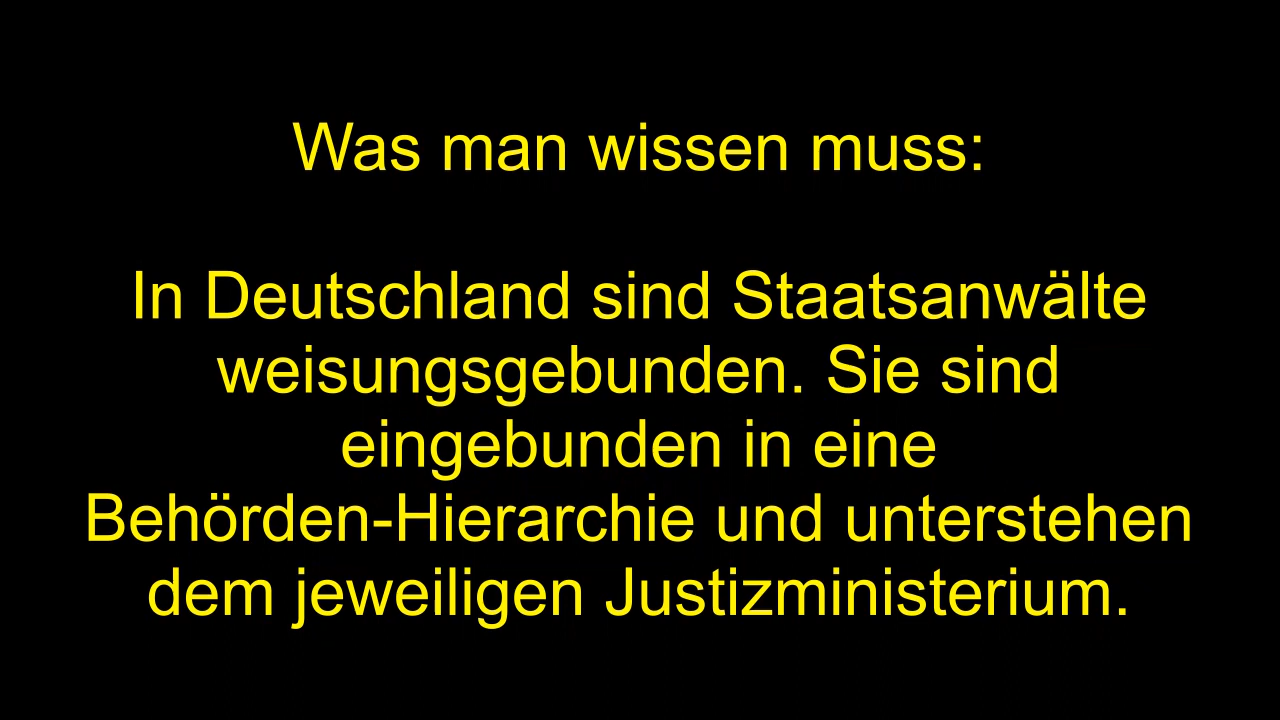 Was man wissen muss:
In Deutschland sind Staatsanwälte
weisungsgebunden. Sie sind
eingebunden in eine
Behörden-Hierarchie und unterstehen
dem jeweiligen Justizministerium.